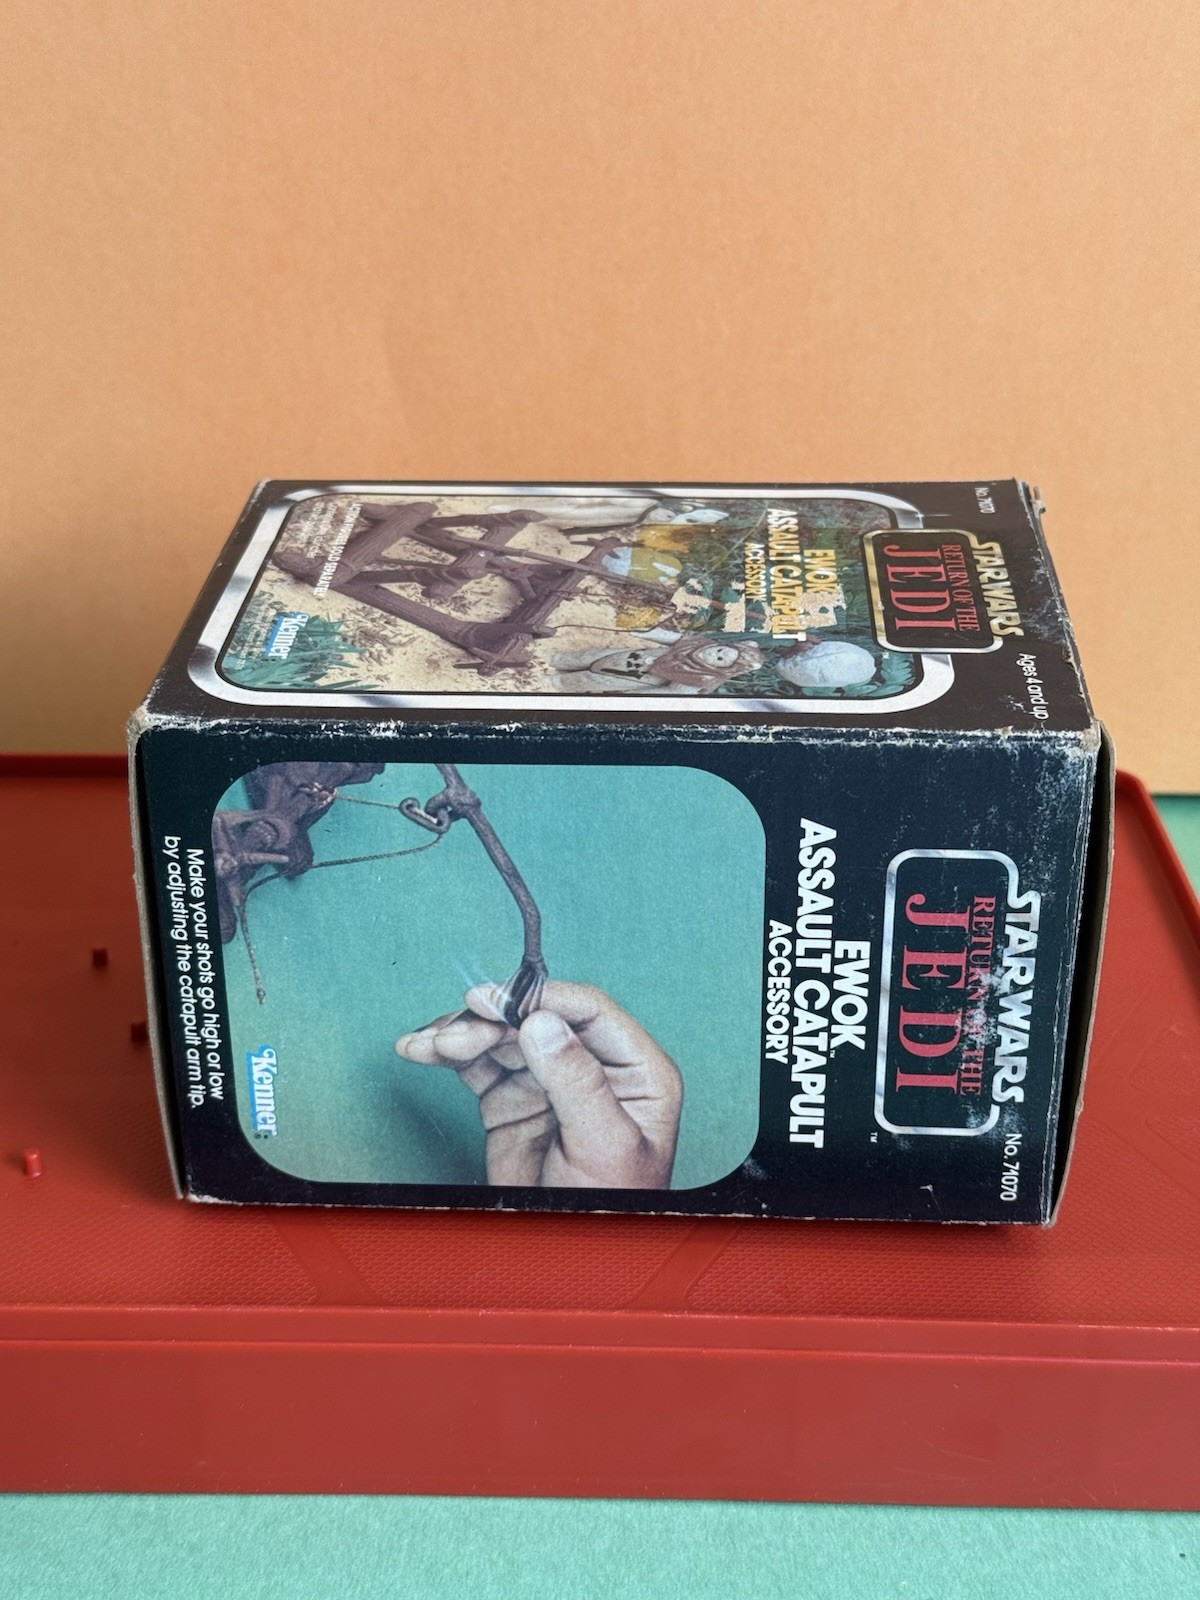 No. 71070
STAR WARS
RETURN OF THE
JEDI
Ages 4 and up
EWOK
ASSAULT CATAPULT
ACCESSORY
Kenner
STAR WARS
RETURN OF THE
JEDI
TM
No. 71070
EWOK™
ASSAULT CATAPULT
ACCESSORY
Kenner
Make your shots go high or low
by adjusting the catapult arm tip.